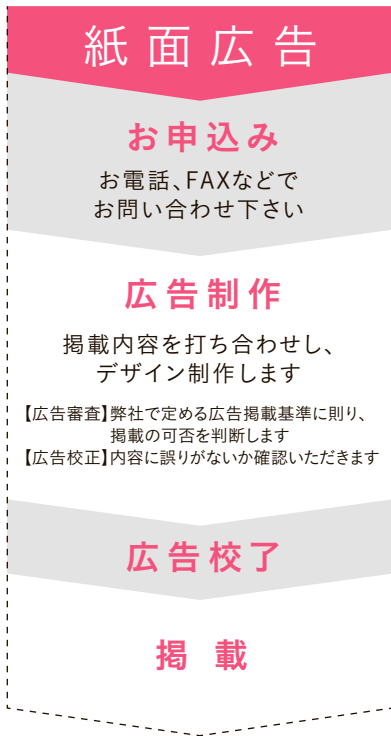 紙面広告
お申込み
お電話、FAXなどで
お問い合わせ下さい
広告制作
掲載内容を打ち合わせし、
デザイン制作します
【広告審査】弊社で定める広告掲載基準に則り、
掲載の可否を判断します
【広告校正】内容に誤りがないか確認いただきます
広告校了
掲載